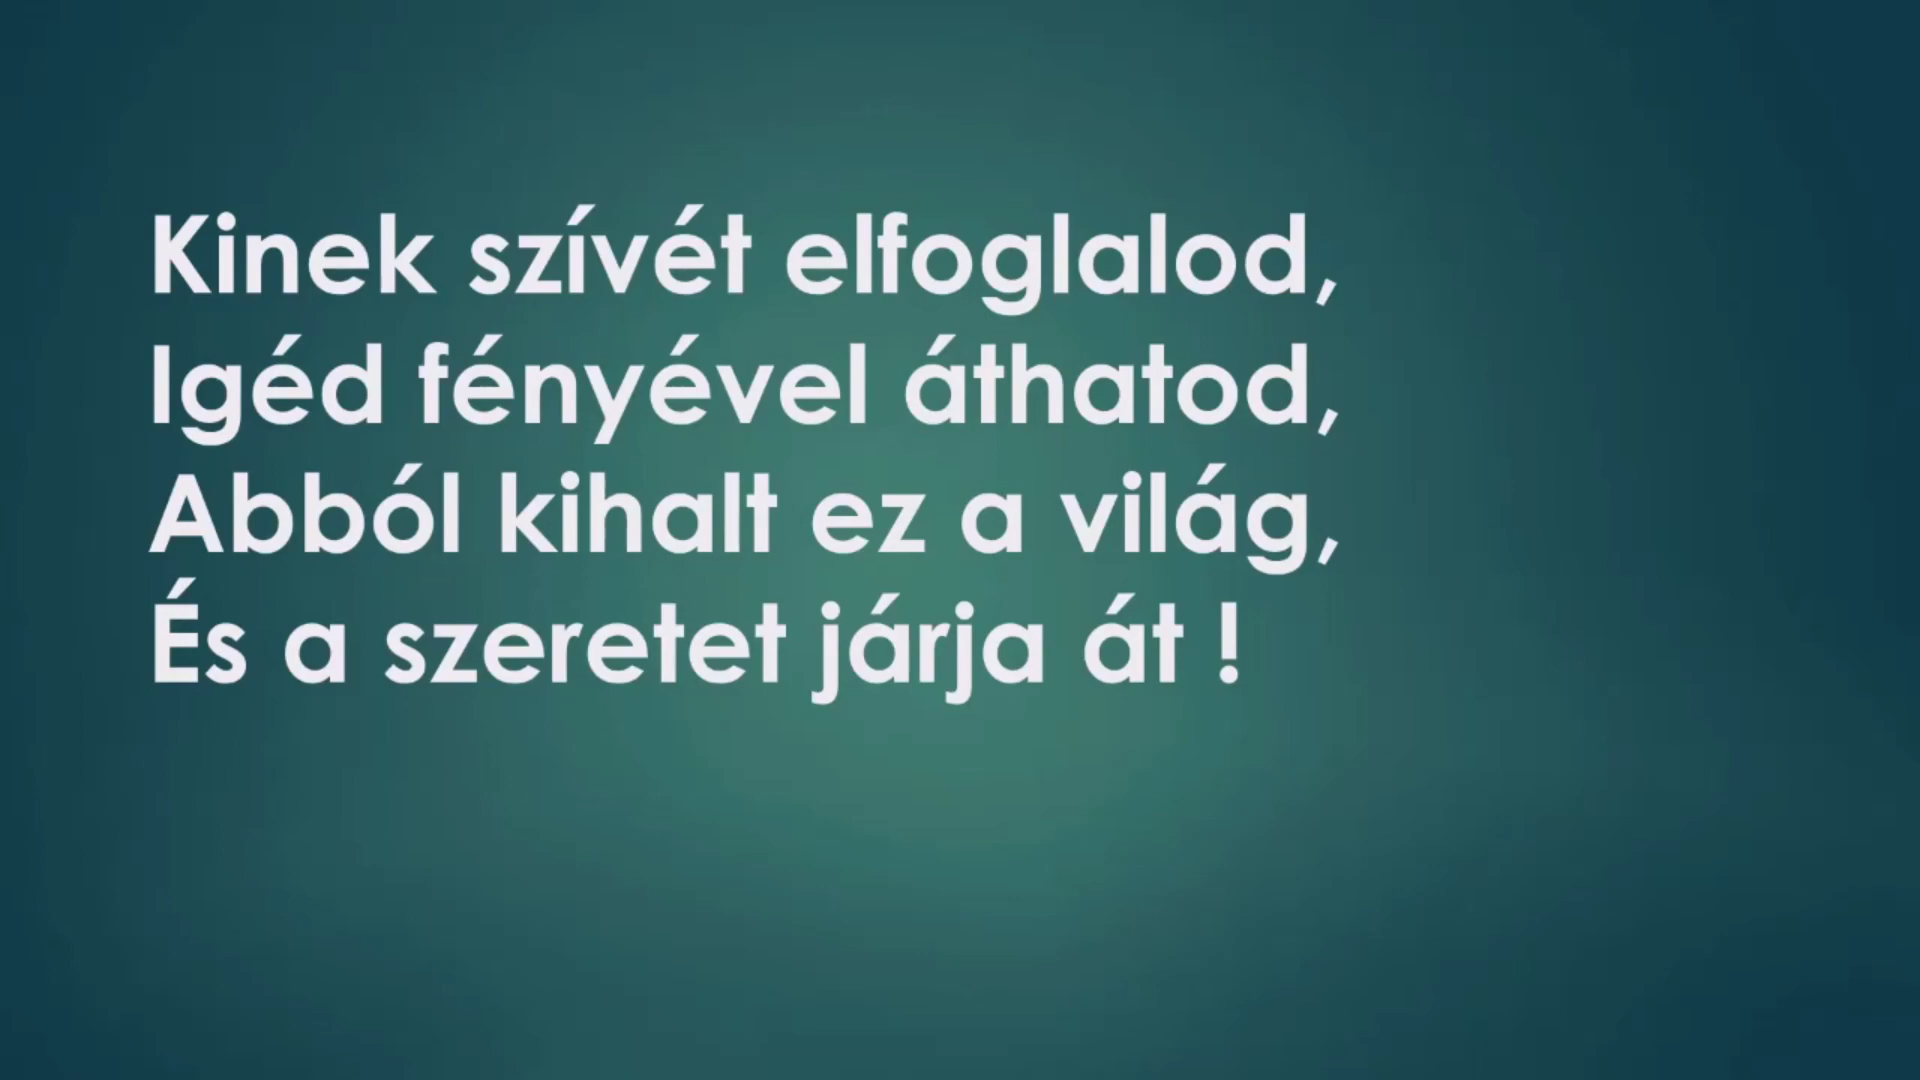 Kinek szívét elfoglalod,
Igéd fényével áthatod,
Abból kihalt ez a világ,
És a szeretet járja át !